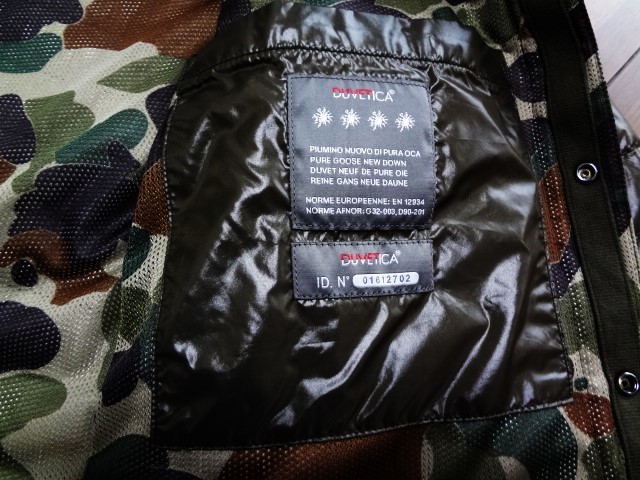 DUVETICA®
PIUMINO NUOVO DI PURA OCA
PURE GOOSE NEW DOWN
DUVET NEUF DE PURE OIE
REINE GANS NEUE DAUNE
NORME EUROPEENNE: EN 12934
NORME AFNOR: G32-003, D90-201
DUVETICA®
ID. N° 01612702